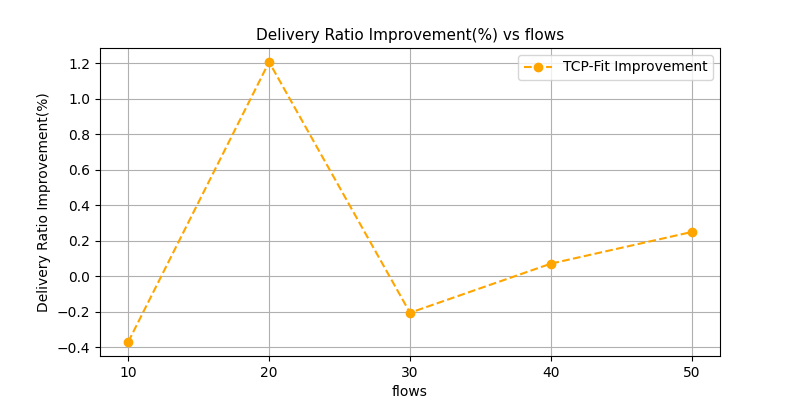 Delivery Ratio Improvement(%) vs flows
TCP-Fit Improvement
Delivery Ratio Improvement(%)
1.2
1.0
0.8
0.6
0.4
0.2
0.0
−0.2
−0.4
10 20 30 40 50
flows